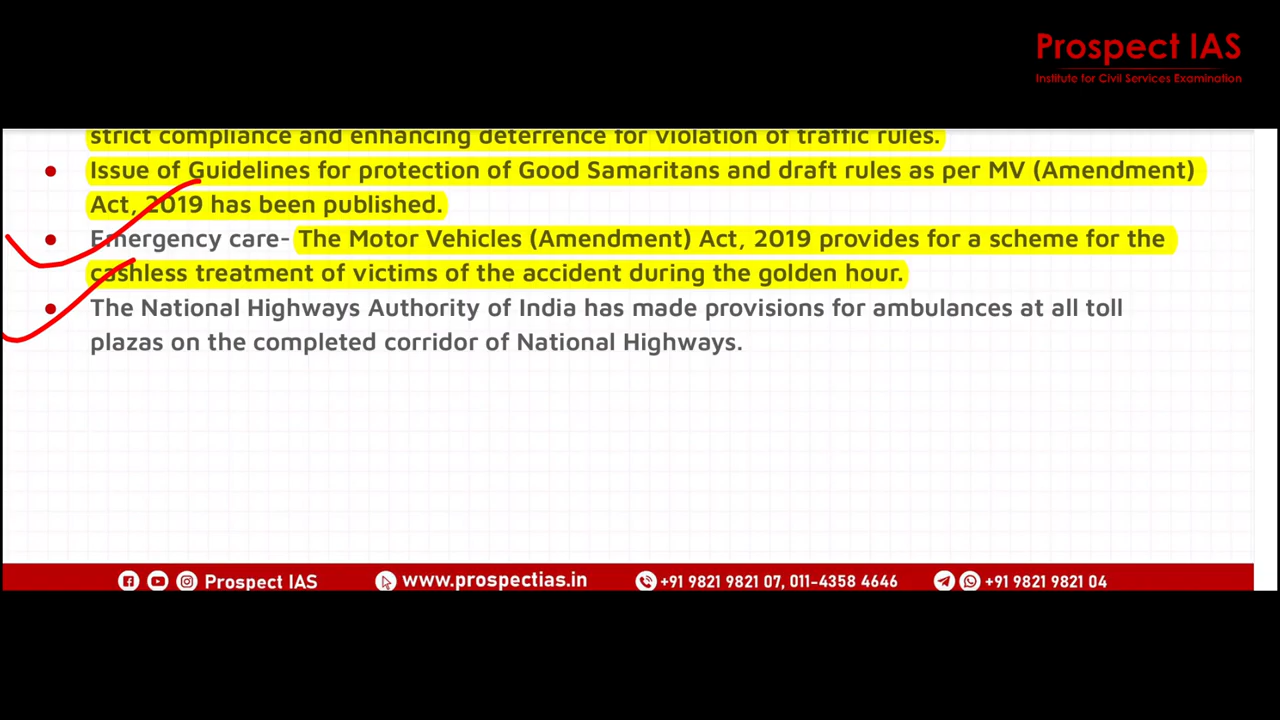 Prospect IAS
Institute for Civil Services Examination
strict compliance and enhancing deterrence for violation of traffic rules.
Issue of Guidelines for protection of Good Samaritans and draft rules as per MV (Amendment)
Act, 2019 has been published.
Emergency care- The Motor Vehicles (Amendment) Act, 2019 provides for a scheme for the
cashless treatment of victims of the accident during the golden hour.
The National Highways Authority of India has made provisions for ambulances at all toll
plazas on the completed corridor of National Highways.
Prospect IAS www.prospectias.in +91 9821 9821 07, 011-4358 4646 +91 9821 9821 04